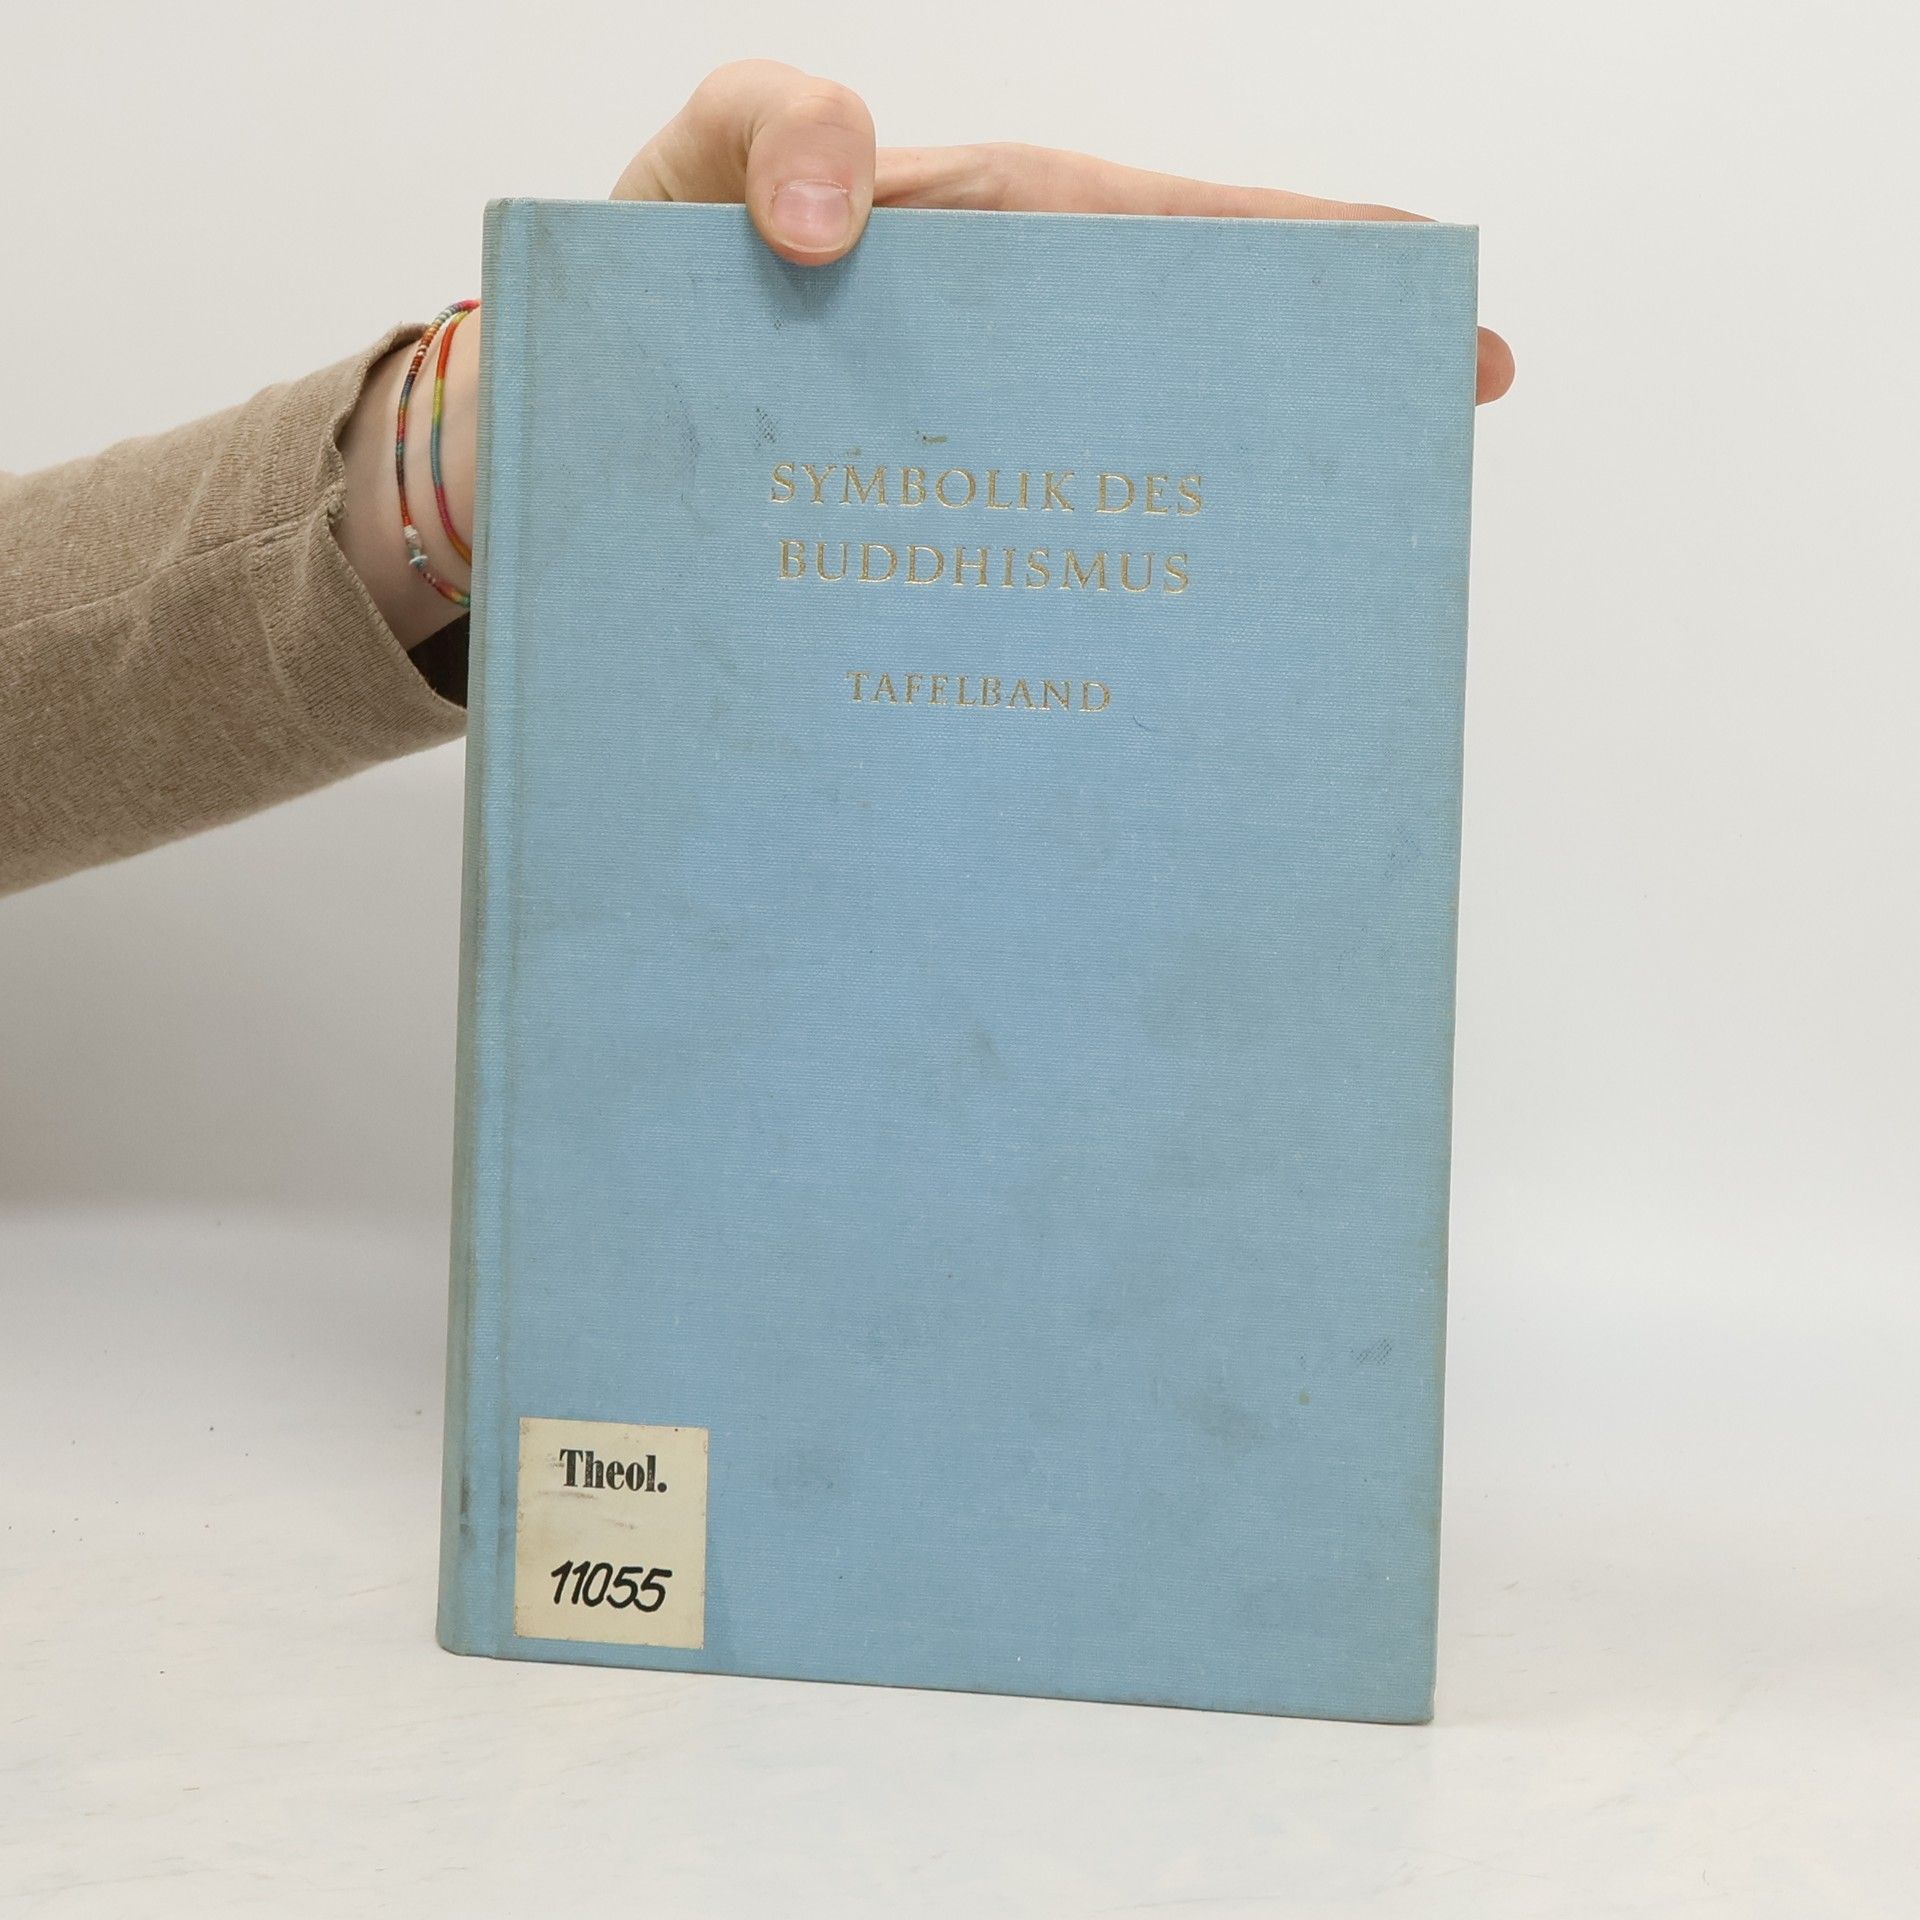 SYMBOLIK DES
BUDDHISMUS
TAFELBAND
Theol.
11055